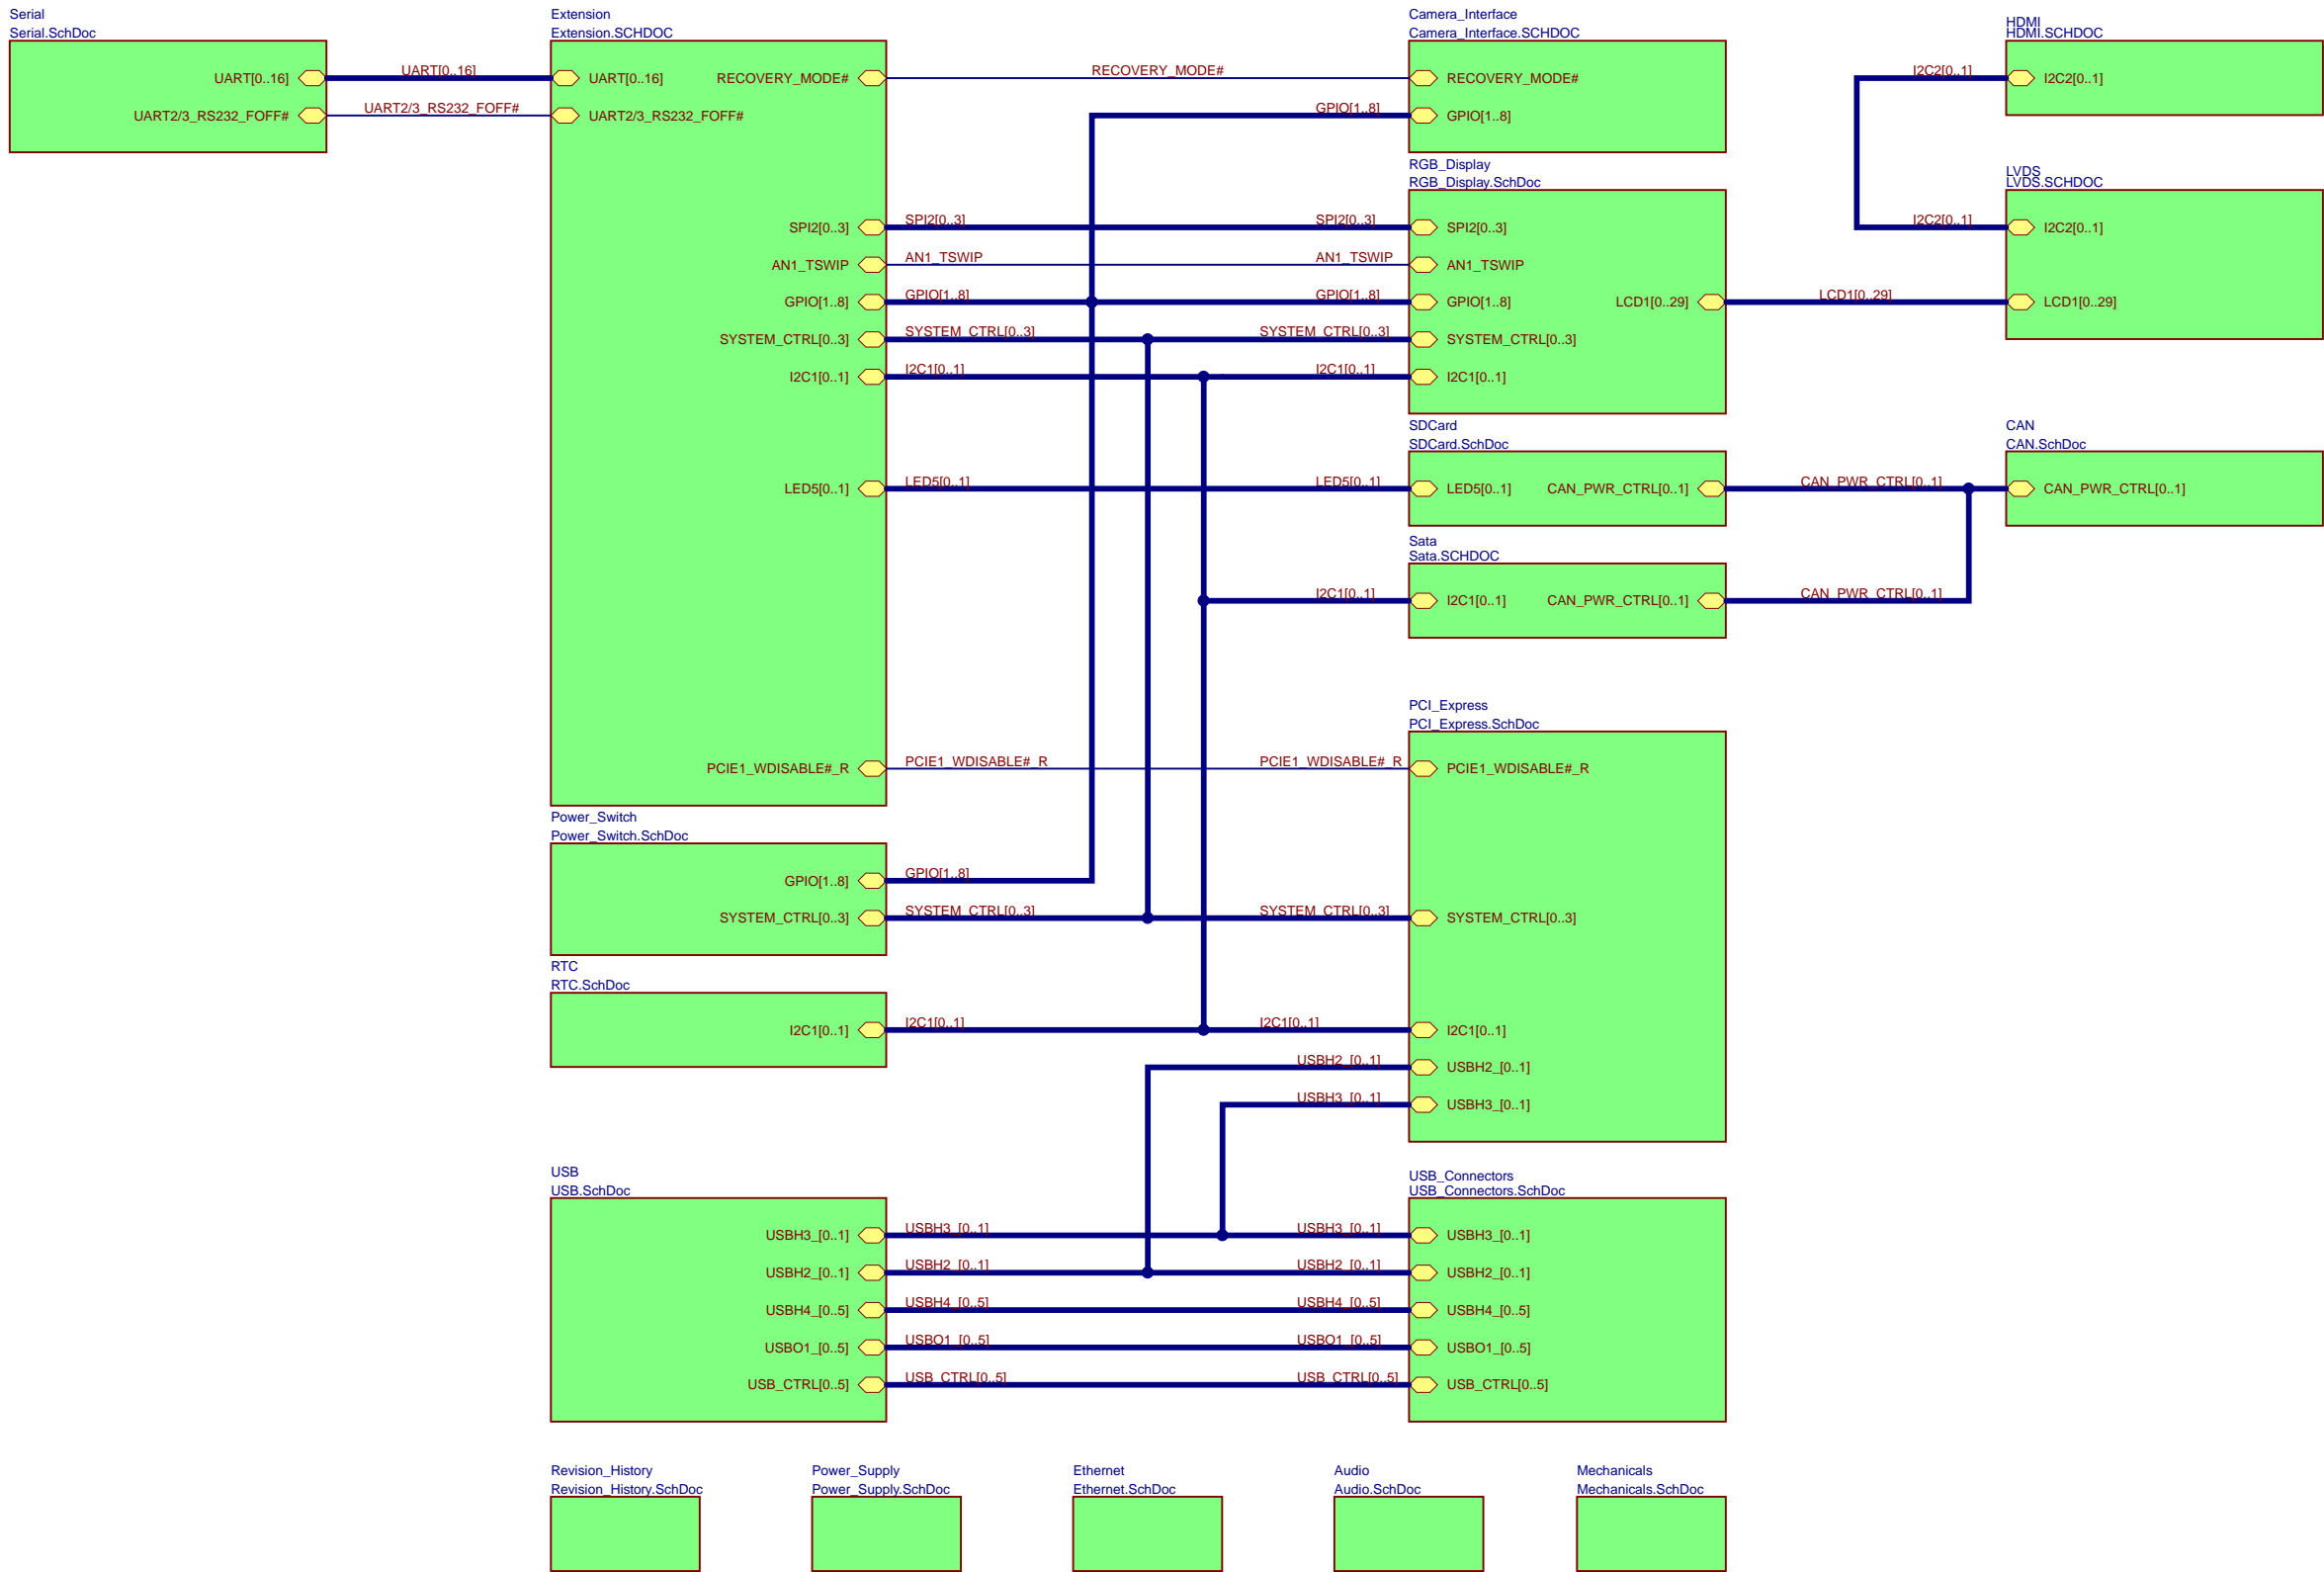 Serial
Serial.SchDoc
UART[0..16]
UART2/3_RS232_FOFF#
UART[0..16]
UART2/3_RS232_FOFF#
Extension
Extension.SCHDOC
UART[0..16]
RECOVERY_MODE#
UART2/3_RS232_FOFF#
SPI2[0..3]
AN1_TSWIP
GPIO[1..8]
SYSTEM_CTRL[0..3]
I2C1[0..1]
LED5[0..1]
PCIE1_WDISABLE#_R
RECOVERY_MODE#
GPIO[1..8]
SPI2[0..3]
SPI2[0..3]
AN1_TSWIP
AN1_TSWIP
GPIO[1..8]
GPIO[1..8]
SYSTEM_CTRL[0..3]
SYSTEM_CTRL[0..3]
I2C1[0..1]
I2C1[0..1]
LED5[0..1]
LED5[0..1]
I2C1[0..1]
PCIE1_WDISABLE#_R
PCIE1_WDISABLE#_R
Camera_Interface
Camera_Interface.SCHDOC
RECOVERY_MODE#
GPIO[1..8]
RGB_Display
RGB_Display.SchDoc
SPI2[0..3]
AN1_TSWIP
GPIO[1..8]
LCD1[0..29]
SYSTEM_CTRL[0..3]
I2C1[0..1]
LCD1[0..29]
HDMI
HDMI.SCHDOC
I2C2[0..1]
I2C2[0..1]
LVDS
LVDS.SCHDOC
I2C2[0..1]
I2C2[0..1]
LCD1[0..29]
SDCard
SDCard.SchDoc
LED5[0..1]
CAN_PWR_CTRL[0..1]
CAN_PWR_CTRL[0..1]
CAN
CAN.SchDoc
CAN_PWR_CTRL[0..1]
Sata
Sata.SCHDOC
I2C1[0..1]
CAN_PWR_CTRL[0..1]
CAN_PWR_CTRL[0..1]
PCI_Express
PCI_Express.SchDoc
PCIE1_WDISABLE#_R
SYSTEM_CTRL[0..3]
I2C1[0..1]
USBH2_[0..1]
USBH3_[0..1]
Power_Switch
Power_Switch.SchDoc
GPIO[1..8]
SYSTEM_CTRL[0..3]
GPIO[1..8]
SYSTEM_CTRL[0..3]
SYSTEM_CTRL[0..3]
RTC
RTC.SchDoc
I2C1[0..1]
I2C1[0..1]
I2C1[0..1]
USBH2_[0..1]
USBH3_[0..1]
USB
USB.SchDoc
USBH3_[0..1]
USBH2_[0..1]
USBH4_[0..5]
USBO1_[0..5]
USB_CTRL[0..5]
USBH3_[0..1]
USBH3_[0..1]
USBH2_[0..1]
USBH2_[0..1]
USBH4_[0..5]
USBH4_[0..5]
USBO1_[0..5]
USBO1_[0..5]
USB_CTRL[0..5]
USB_CTRL[0..5]
USB_Connectors
USB_Connectors.SchDoc
USBH3_[0..1]
USBH2_[0..1]
USBH4_[0..5]
USBO1_[0..5]
USB_CTRL[0..5]
Revision_History
Revision_History.SchDoc
Power_Supply
Power_Supply.SchDoc
Ethernet
Ethernet.SchDoc
Audio
Audio.SchDoc
Mechanicals
Mechanicals.SchDoc